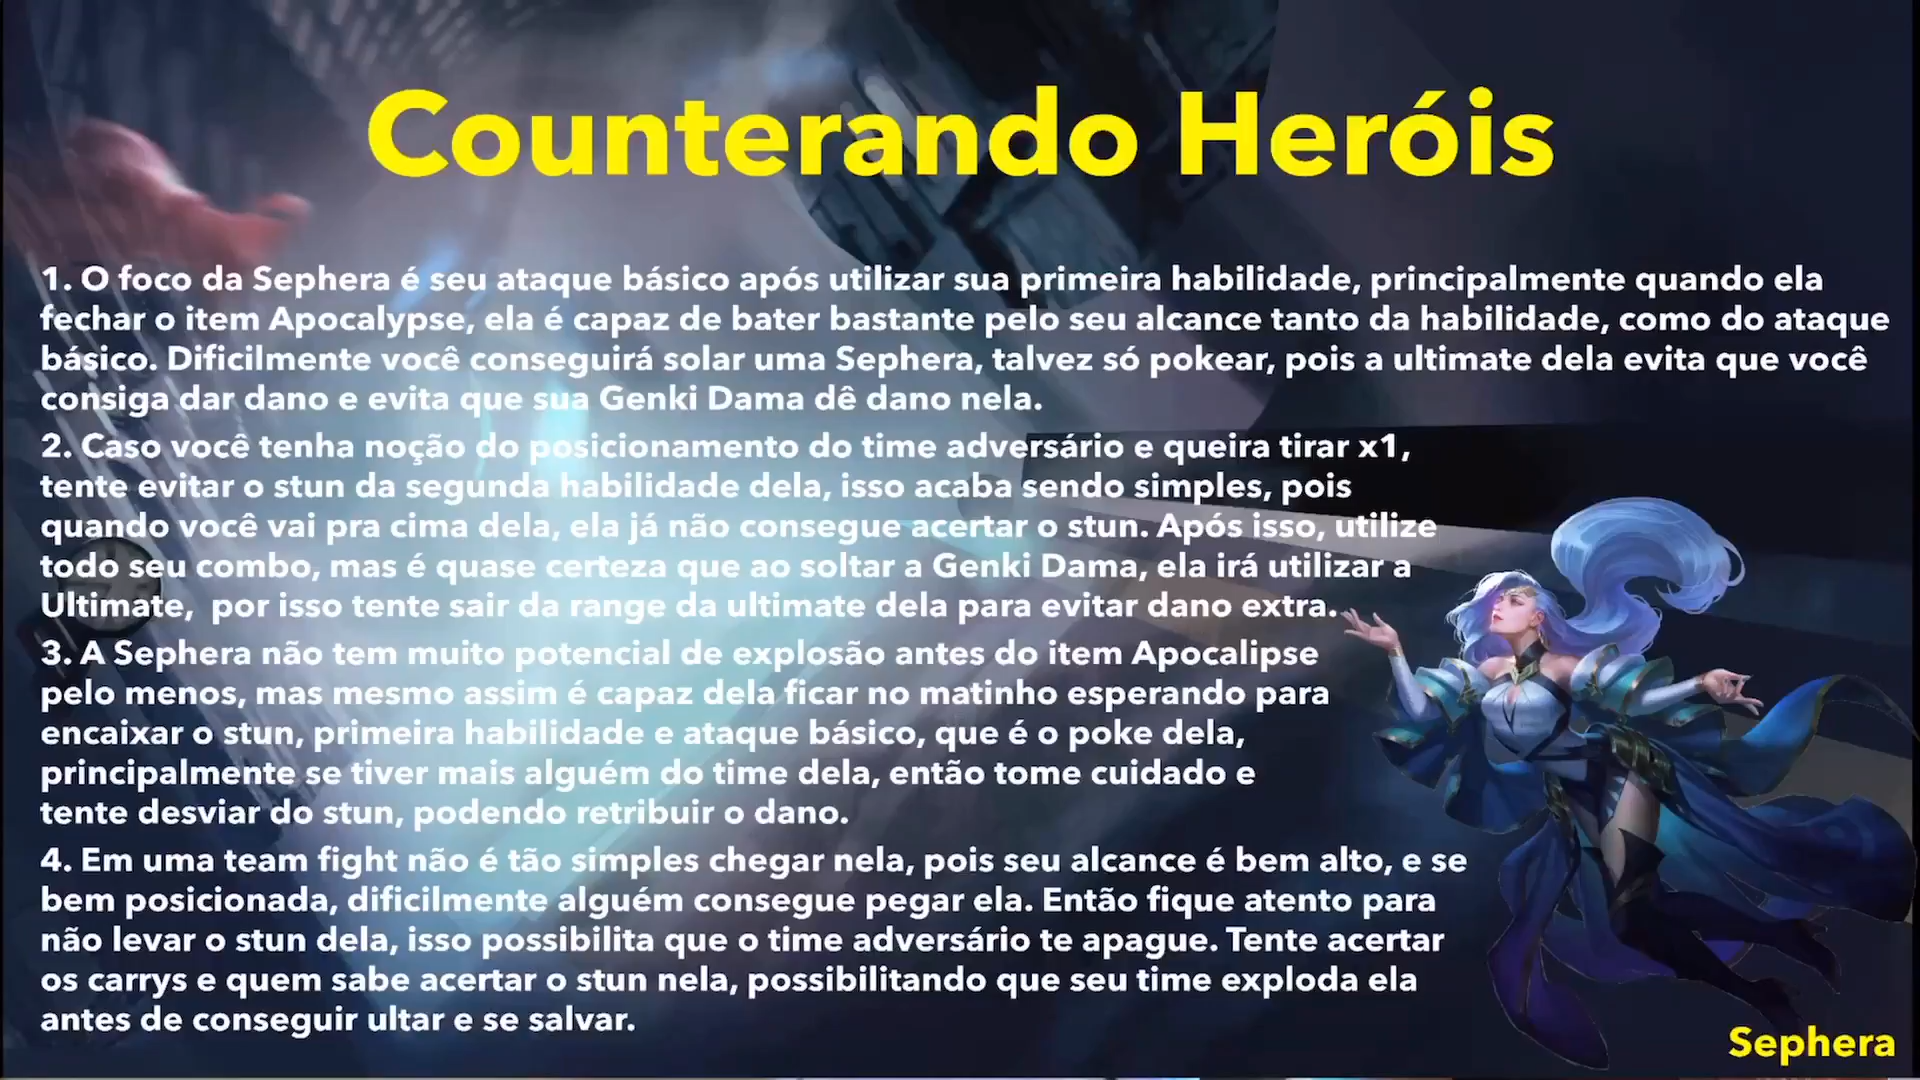 Counterando Heróis
1. O foco da Sephera é seu ataque básico após utilizar sua primeira habilidade, principalmente quando ela
fechar o item Apocalypse, ela é capaz de bater bastante pelo seu alcance tanto da habilidade, como do ataque
básico. Dificilmente você conseguirá solar uma Sephera, talvez só pokear, pois a ultimate dela evita que você
consiga dar dano e evita que sua Genki Dama dê dano nela.
2. Caso você tenha noção do posicionamento do time adversário e queira tirar x1,
tente evitar o stun da segunda habilidade dela, isso acaba sendo simples, pois
quando você vai pra cima dela, ela já não consegue acertar o stun. Após isso, utilize
todo seu combo, mas é quase certeza que ao soltar a Genki Dama, ela irá utilizar a
Ultimate,  por isso tente sair da range da ultimate dela para evitar dano extra.
3. A Sephera não tem muito potencial de explosão antes do item Apocalipse
pelo menos, mas mesmo assim é capaz dela ficar no matinho esperando para
encaixar o stun, primeira habilidade e ataque básico, que é o poke dela,
principalmente se tiver mais alguém do time dela, então tome cuidado e
tente desviar do stun, podendo retribuir o dano.
4. Em uma team fight não é tão simples chegar nela, pois seu alcance é bem alto, e se
bem posicionada, dificilmente alguém consegue pegar ela. Então fique atento para
não levar o stun dela, isso possibilita que o time adversário te apague. Tente acertar
os carrys e quem sabe acertar o stun nela, possibilitando que seu time exploda ela
antes de conseguir ultar e se salvar.
Sephera